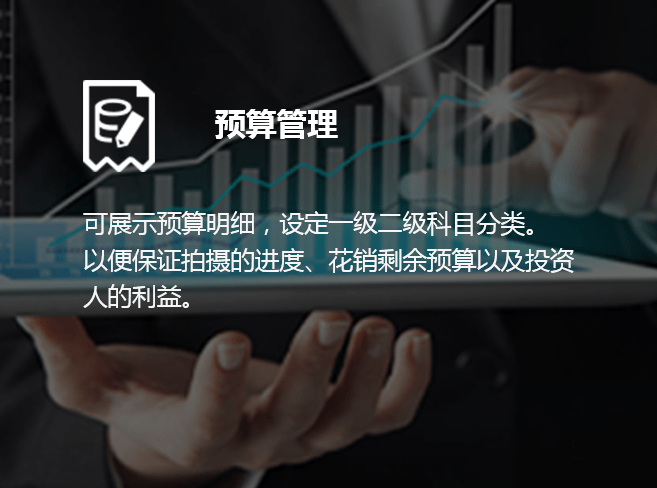 预算管理
可展示预算明细，设定一级二级科目分类。
以便保证拍摄的进度、花销剩余预算以及投资
人的利益。